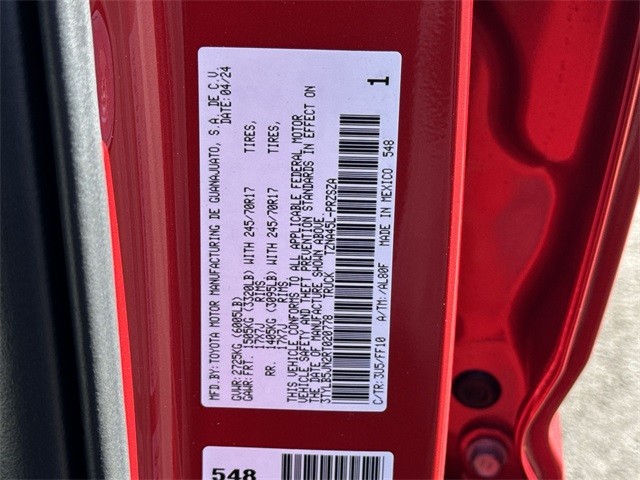 MFD.BY:TOYOTA MOTOR MANUFACTURING DE GUANAJUATO, S.A.DE C.V.
DATE:04/24
GVWR:2725KG (6005LB)
GAWR:FRT. 1505KG (3320LB) WITH 245/70R17 TIRES,
17X7J RIMS
RR. 1405KG (3095LB) WITH 245/70R17 TIRES,
17X7J RIMS
THIS VEHICLE CONFORMS TO ALL APPLICABLE FEDERAL MOTOR
VEHICLE SAFETY AND THEFT PREVENTION STANDARDS IN EFFECT ON
THE DATE OF MANUFACTURE SHOWN ABOVE.
3TYLB5JN2RT020778 TRUCK TZNA45L-PRZSZA
C/TR:3U5/FF10 A/TM:/AL80F MADE IN MEXICO 548
1
548